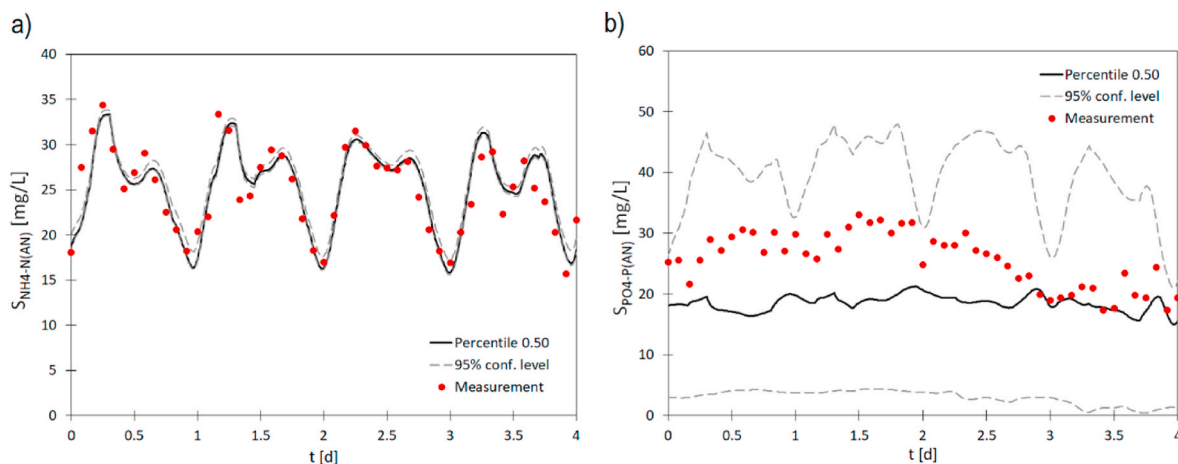 a)
S_NH4-N(AN) [mg/L]
40
35
30
25
20
15
10
5
0
Percentile 0.50
95% conf. level
Measurement
0 0.5 1 1.5 2 2.5 3 3.5 4
t [d]
b)
S_PO4-P(AN) [mg/L]
60
50
40
30
20
10
0
Percentile 0.50
95% conf. level
Measurement
0 0.5 1 1.5 2 2.5 3 3.5 4
t [d]